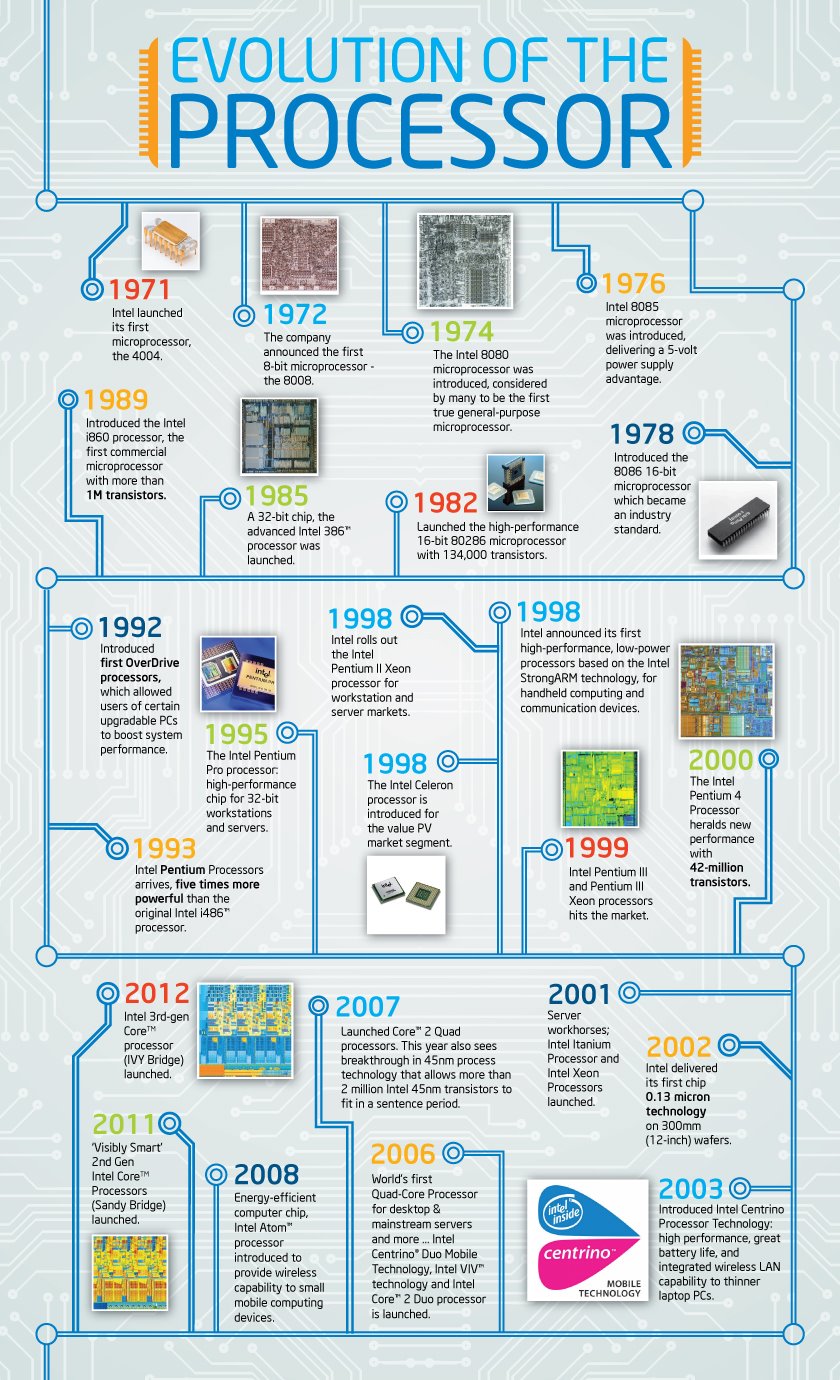 EVOLUTION OF THE
PROCESSOR
1971
Intel launched
its first
microprocessor,
the 4004.
1972
The company
announced the first
8-bit microprocessor -
the 8008.
1974
The Intel 8080
microprocessor was
introduced, considered
by many to be the first
true general-purpose
microprocessor.
1976
Intel 8085
microprocessor
was introduced,
delivering a 5-volt
power supply
advantage.
1978
Introduced the
8086 16-bit
microprocessor
which became
an industry
standard.
1982
Launched the high-performance
16-bit 80286 microprocessor
with 134,000 transistors.
1985
A 32-bit chip, the
advanced Intel 386™
processor was
launched.
1989
Introduced the Intel
i860 processor, the
first commercial
microprocessor
with more than
1M transistors.
1992
Introduced
first OverDrive
processors,
which allowed
users of certain
upgradable PCs
to boost system
performance.
1993
Intel Pentium Processors
arrives, five times more
powerful than the
original Intel i486™
processor.
intel
PENTIUM PR
1995
The Intel Pentium
Pro processor:
high-performance
chip for 32-bit
workstations
and servers.
1998
Intel rolls out
the Intel
Pentium II Xeon
processor for
workstation and
server markets.
1998
The Intel Celeron
processor is
introduced for
the value PV
market segment.
intel
1998
Intel announced its first
high-performance, low-power
processors based on the Intel
StrongARM technology, for
handheld computing and
communication devices.
1999
Intel Pentium III
and Pentium III
Xeon processors
hits the market.
2000
The Intel
Pentium 4
Processor
heralds new
performance
with
42-million
transistors.
2001
Server
workhorses;
Intel Itanium
Processor and
Intel Xeon
Processors
launched.
2002
Intel delivered
its first chip
0.13 micron
technology
on 300mm
(12-inch) wafers.
2003
Introduced Intel Centrino
Processor Technology:
high performance, great
battery life, and
integrated wireless LAN
capability to thinner
laptop PCs.
intel
inside
centrino™
MOBILE
TECHNOLOGY
2006
World's first
Quad-Core Processor
for desktop &
mainstream servers
and more ... Intel
Centrino® Duo Mobile
Technology, Intel VIV™
technology and Intel
Core™ 2 Duo processor
is launched.
2007
Launched Core™ 2 Quad
processors. This year also sees
breakthrough in 45nm process
technology that allows more than
2 million Intel 45nm transistors to
fit in a sentence period.
2008
Energy-efficient
computer chip,
Intel Atom™
processor
introduced to
provide wireless
capability to small
mobile computing
devices.
2011
'Visibly Smart'
2nd Gen
Intel Core™
Processors
(Sandy Bridge)
launched.
2012
Intel 3rd-gen
Core™
processor
(IVY Bridge)
launched.